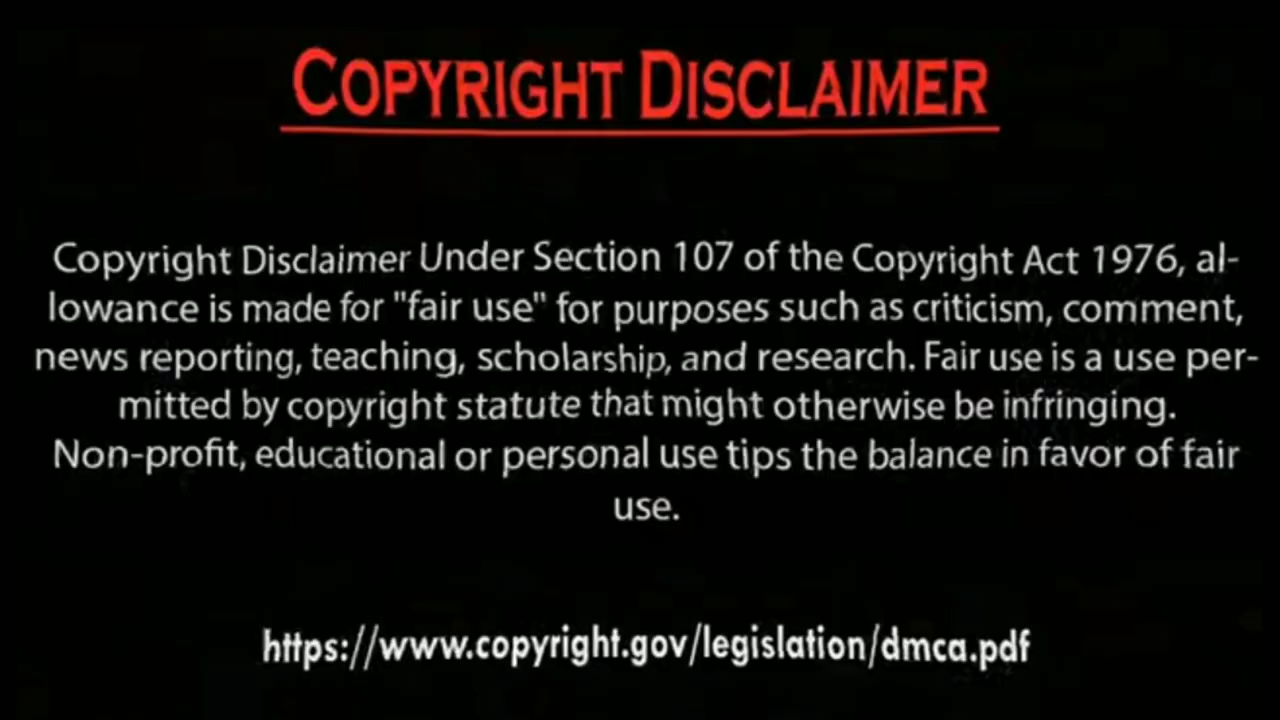 COPYRIGHT DISCLAIMER
Copyright Disclaimer Under Section 107 of the Copyright Act 1976, al-
lowance is made for "fair use" for purposes such as criticism, comment,
news reporting, teaching, scholarship, and research. Fair use is a use per-
mitted by copyright statute that might otherwise be infringing.
Non-profit, educational or personal use tips the balance in favor of fair
use.
https://www.copyright.gov/legislation/dmca.pdf